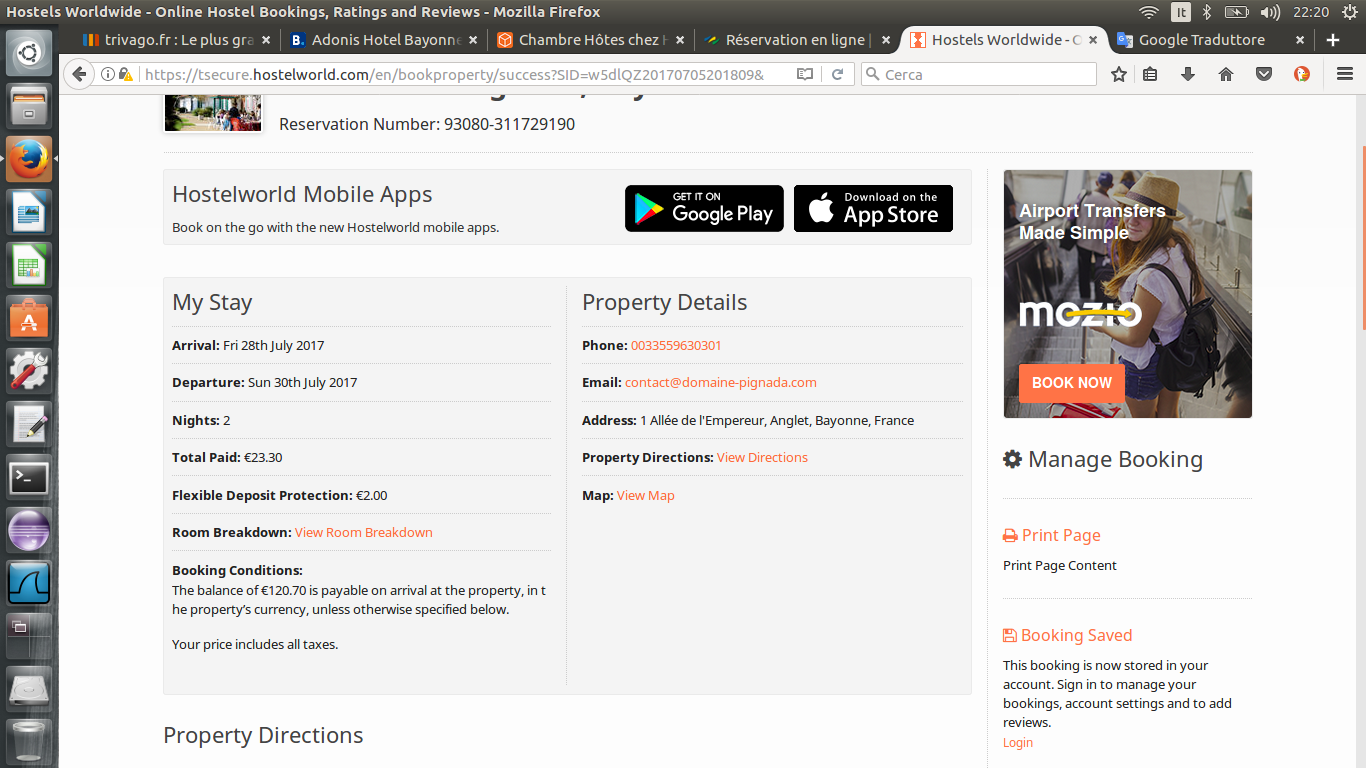 Hostels Worldwide - Online Hostel Bookings, Ratings and Reviews - Mozilla Firefox
It
22:20
trivago.fr : Le plus gra
Adonis Hotel Bayonne
Chambre Hôtes chez H
Réservation en ligne |
Hostels Worldwide - O
Google Traduttore
https://tsecure.hostelworld.com/en/bookproperty/success?SID=w5dlQZ20170705201809&
Cerca
Reservation Number: 93080-311729190
Hostelworld Mobile Apps
Book on the go with the new Hostelworld mobile apps.
GET IT ON
Google Play
Download on the
App Store
My Stay
Arrival: Fri 28th July 2017
Departure: Sun 30th July 2017
Nights: 2
Total Paid: €23.30
Flexible Deposit Protection: €2.00
Room Breakdown: View Room Breakdown
Booking Conditions:
The balance of €120.70 is payable on arrival at the property, in t
he property’s currency, unless otherwise specified below.
Your price includes all taxes.
Property Details
Phone: 0033559630301
Email: contact@domaine-pignada.com
Address: 1 Allée de l'Empereur, Anglet, Bayonne, France
Property Directions: View Directions
Map: View Map
Property Directions
Airport Transfers
Made Simple
mozio
BOOK NOW
Manage Booking
Print Page
Print Page Content
Booking Saved
This booking is now stored in your
account. Sign in to manage your
bookings, account settings and to add
reviews.
Login